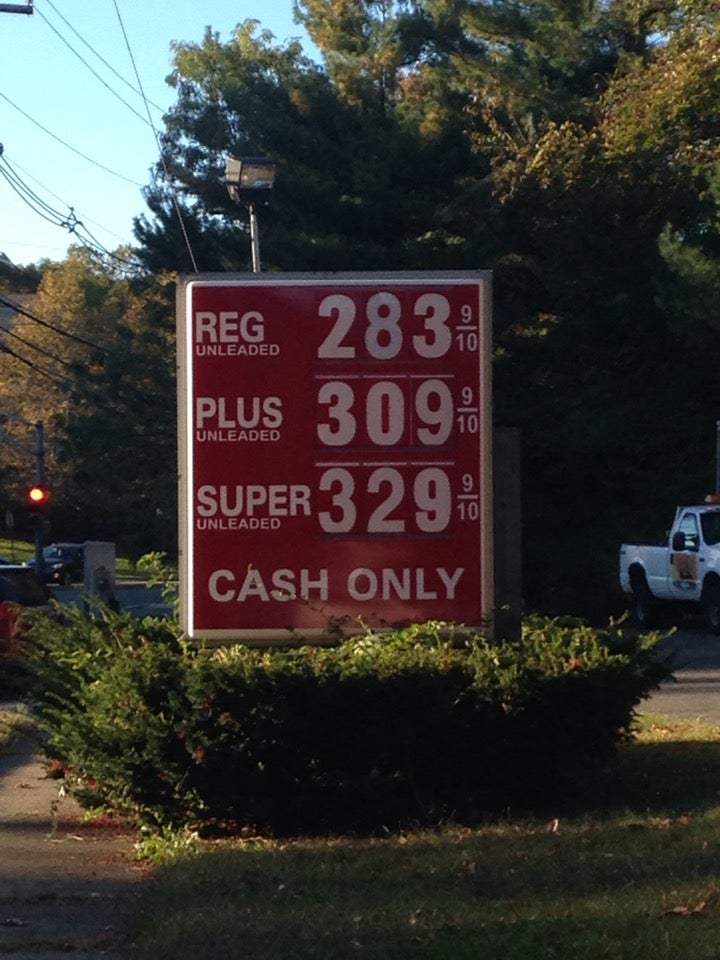 REG 283 9/10
UNLEADED
PLUS 309 9/10
UNLEADED
SUPER 329 9/10
UNLEADED
CASH ONLY